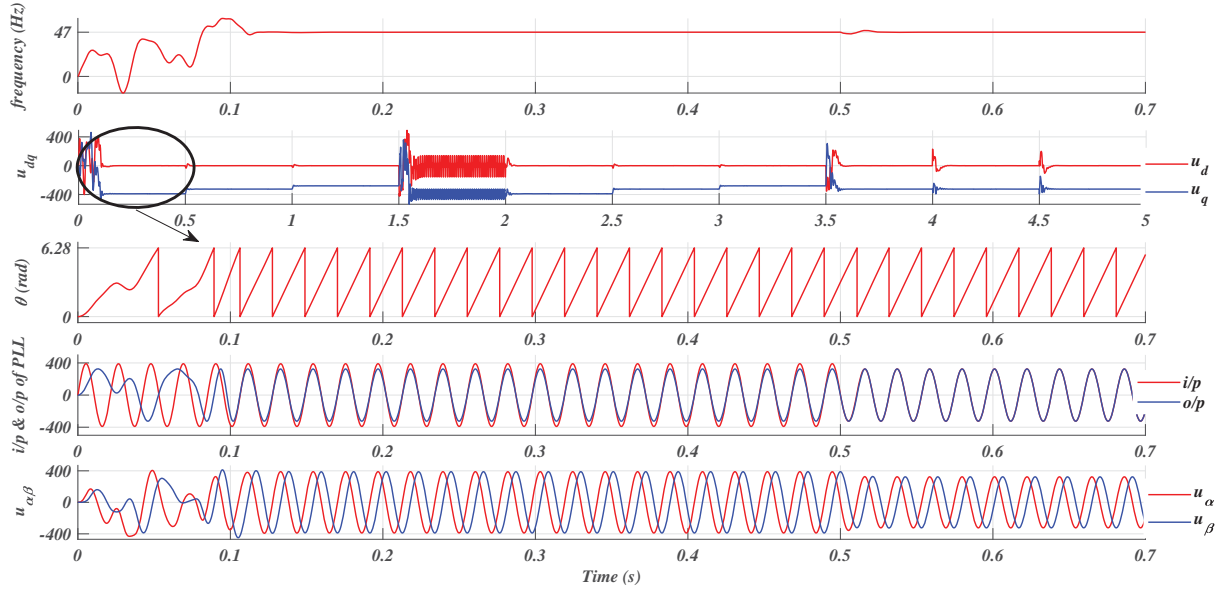 frequency (Hz)
47
0
0 0.1 0.2 0.3 0.4 0.5 0.6 0.7
u_dq
400
0
-400
u_d
u_q
0 0.5 1 1.5 2 2.5 3 3.5 4 4.5 5
θ (rad)
6.28
0
0 0.1 0.2 0.3 0.4 0.5 0.6 0.7
i/p & o/p of PLL
400
0
-400
i/p
o/p
0 0.1 0.2 0.3 0.4 0.5 0.6 0.7
u_αβ
400
0
-400
u_α
u_β
0 0.1 0.2 0.3 0.4 0.5 0.6 0.7
Time (s)